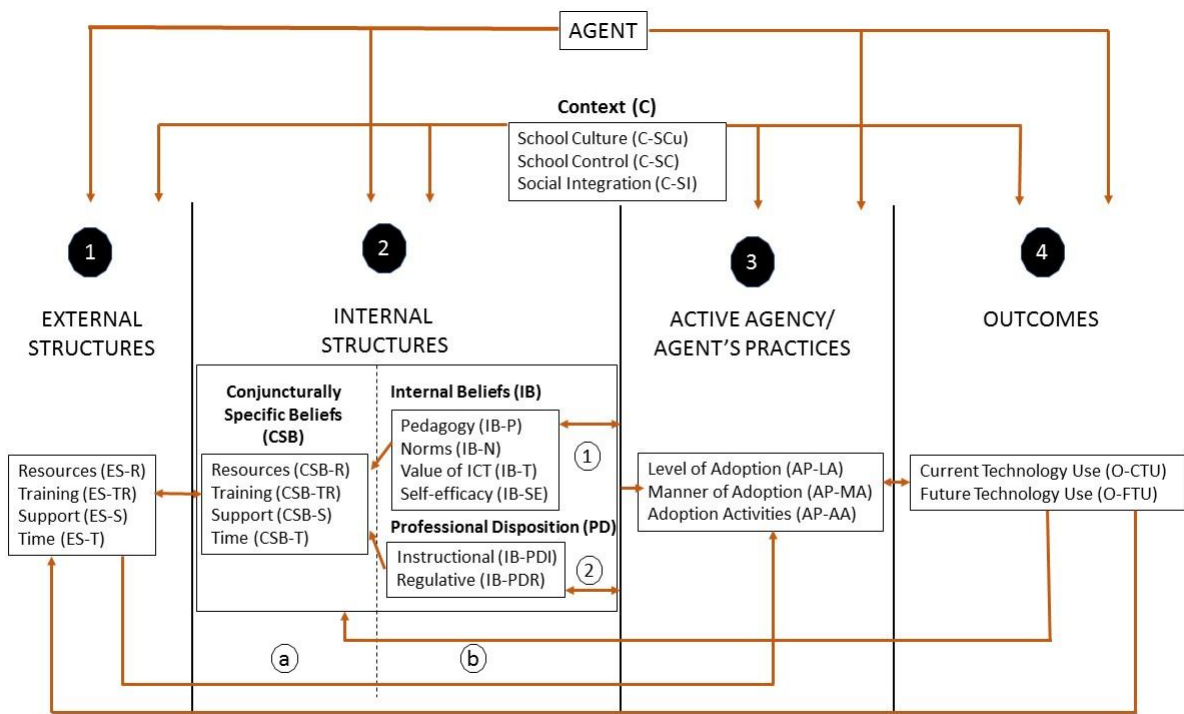 AGENT
Context (C)
School Culture (C-SCu)
School Control (C-SC)
Social Integration (C-SI)
1
2
3
4
EXTERNAL
STRUCTURES
INTERNAL
STRUCTURES
ACTIVE AGENCY/
AGENT'S PRACTICES
OUTCOMES
Conjuncturally
Specific Beliefs
(CSB)
Internal Beliefs (IB)
Pedagogy (IB-P)
Norms (IB-N)
Value of ICT (IB-T)
Self-efficacy (IB-SE)
1
Resources (ES-R)
Training (ES-TR)
Support (ES-S)
Time (ES-T)
Resources (CSB-R)
Training (CSB-TR)
Support (CSB-S)
Time (CSB-T)
Professional Disposition (PD)
Instructional (IB-PDI)
Regulative (IB-PDR)
2
Level of Adoption (AP-LA)
Manner of Adoption (AP-MA)
Adoption Activities (AP-AA)
Current Technology Use (O-CTU)
Future Technology Use (O-FTU)
a
b